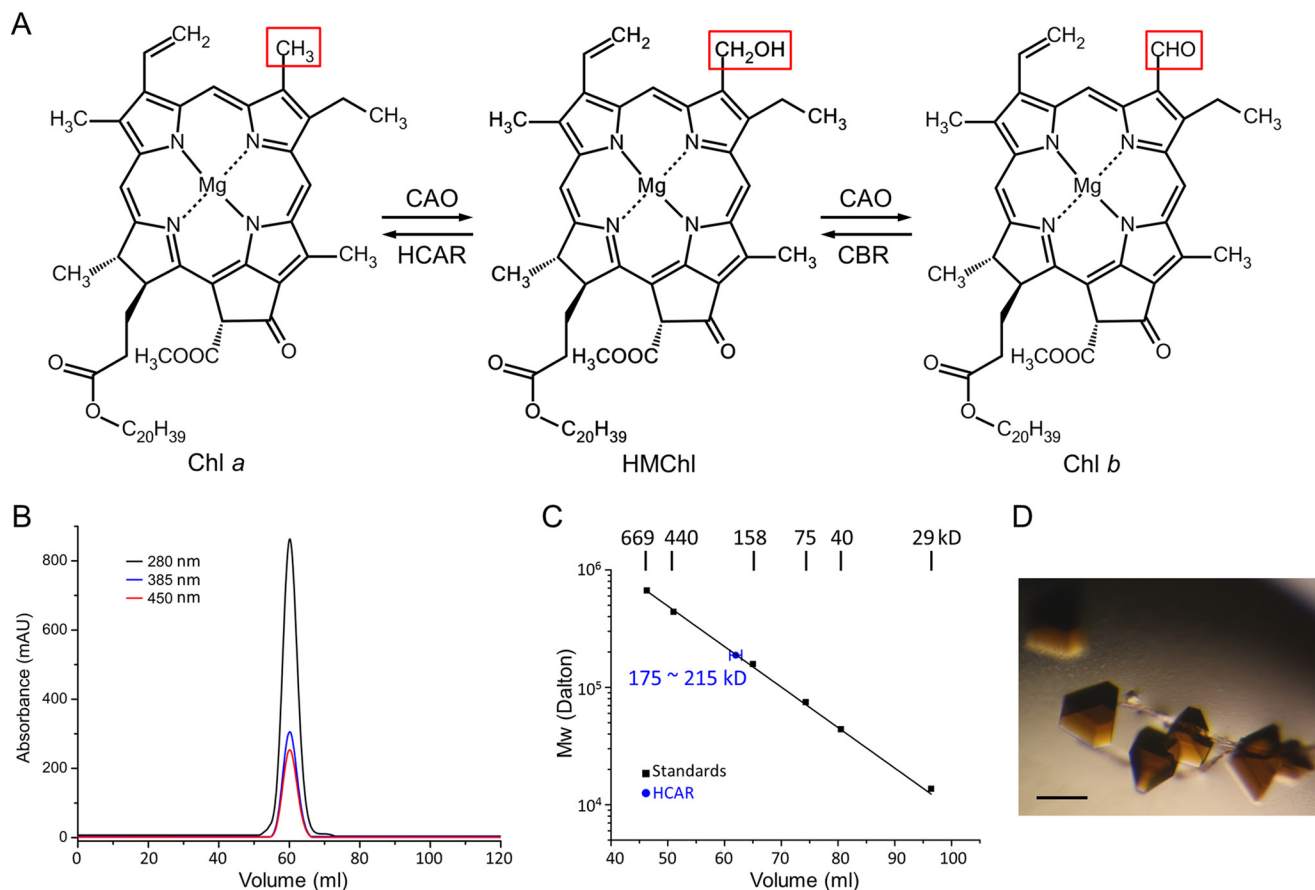 A
CH2
CH3
H3C
CH3
N
N
Mg
N
N
CH3
CH3
O
H3COOC
O
O
C20H39
Chl a
CAO
HCAR
CH2
CH2OH
H3C
CH3
N
N
Mg
N
N
CH3
CH3
O
H3COOC
O
O
C20H39
HMChl
CAO
CBR
CH2
CHO
H3C
CH3
N
N
Mg
N
N
CH3
CH3
O
H3COOC
O
O
C20H39
Chl b
B
Absorbance (mAU)
800
600
400
200
0
280 nm
385 nm
450 nm
0 20 40 60 80 100 120
Volume (ml)
C
669 440 158 75 40 29 kD
Mw (Dalton)
10^6
10^5
10^4
175 ~ 215 kD
Standards
HCAR
40 50 60 70 80 90 100
Volume (ml)
D